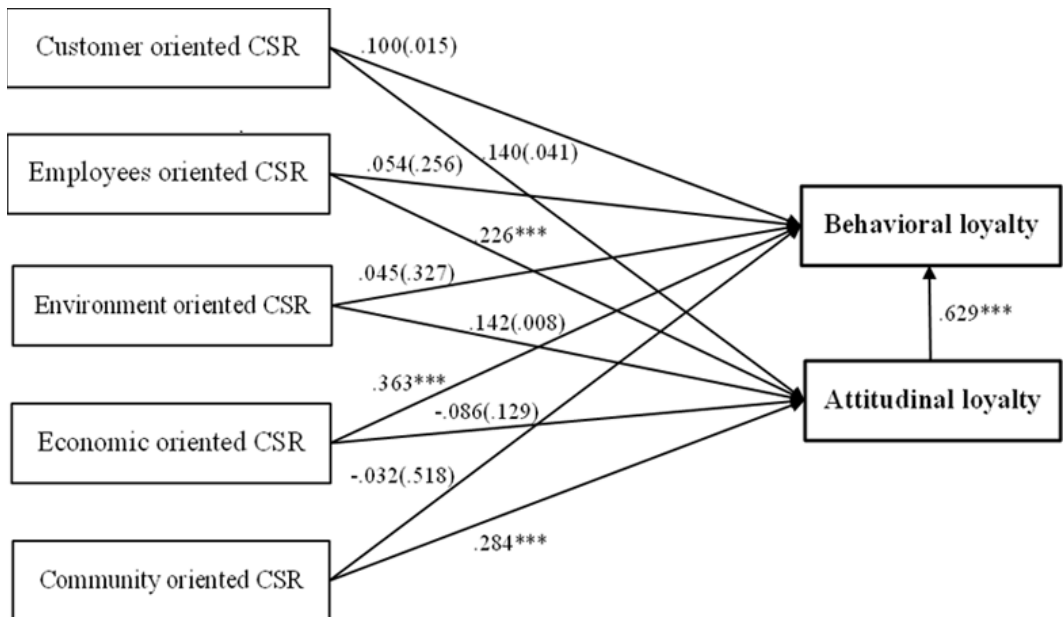 Customer oriented CSR
.100(.015)
.140(.041)
Employees oriented CSR
.054(.256)
.226***
Behavioral loyalty
Environment oriented CSR
.045(.327)
.142(.008)
.629***
Economic oriented CSR
.363***
-.086(.129)
Attitudinal loyalty
-.032(.518)
.284***
Community oriented CSR